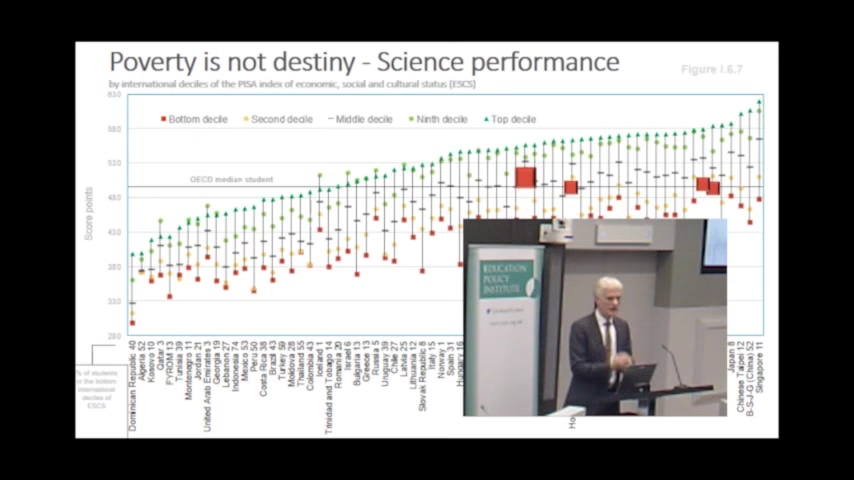 Poverty is not destiny - Science performance
by international deciles of the PISA index of economic, social and cultural status (ESCS)
Figure I.6.7
Bottom decile
Second decile
Middle decile
Ninth decile
Top decile
OECD median student
Score points
630
580
530
480
430
380
330
280
% of students
in the bottom
international
deciles of
ESCS
Dominican Republic 40
Algeria 52
Kosovo 10
Qatar 3
FYROM 13
Tunisia 39
Montenegro 11
Jordan 21
United Arab Emirates 3
Georgia 19
Lebanon 27
Indonesia 74
Mexico 53
Peru 50
Costa Rica 38
Brazil 43
Turkey 59
Moldova 28
Thailand 55
Colombia 43
Iceland 1
Trinidad and Tobago 14
Romania 20
Israel 6
Bulgaria 13
Greece 13
Russia 5
Uruguay 39
Chile 27
Latvia 25
Lithuania 12
Slovak Republic 8
Italy 15
Norway 1
Spain 31
Hungary 16
Japan 8
Chinese Taipei 12
B-S-J-G (China) 52
Singapore 11
EDUCATION
POLICY
INSTITUTE